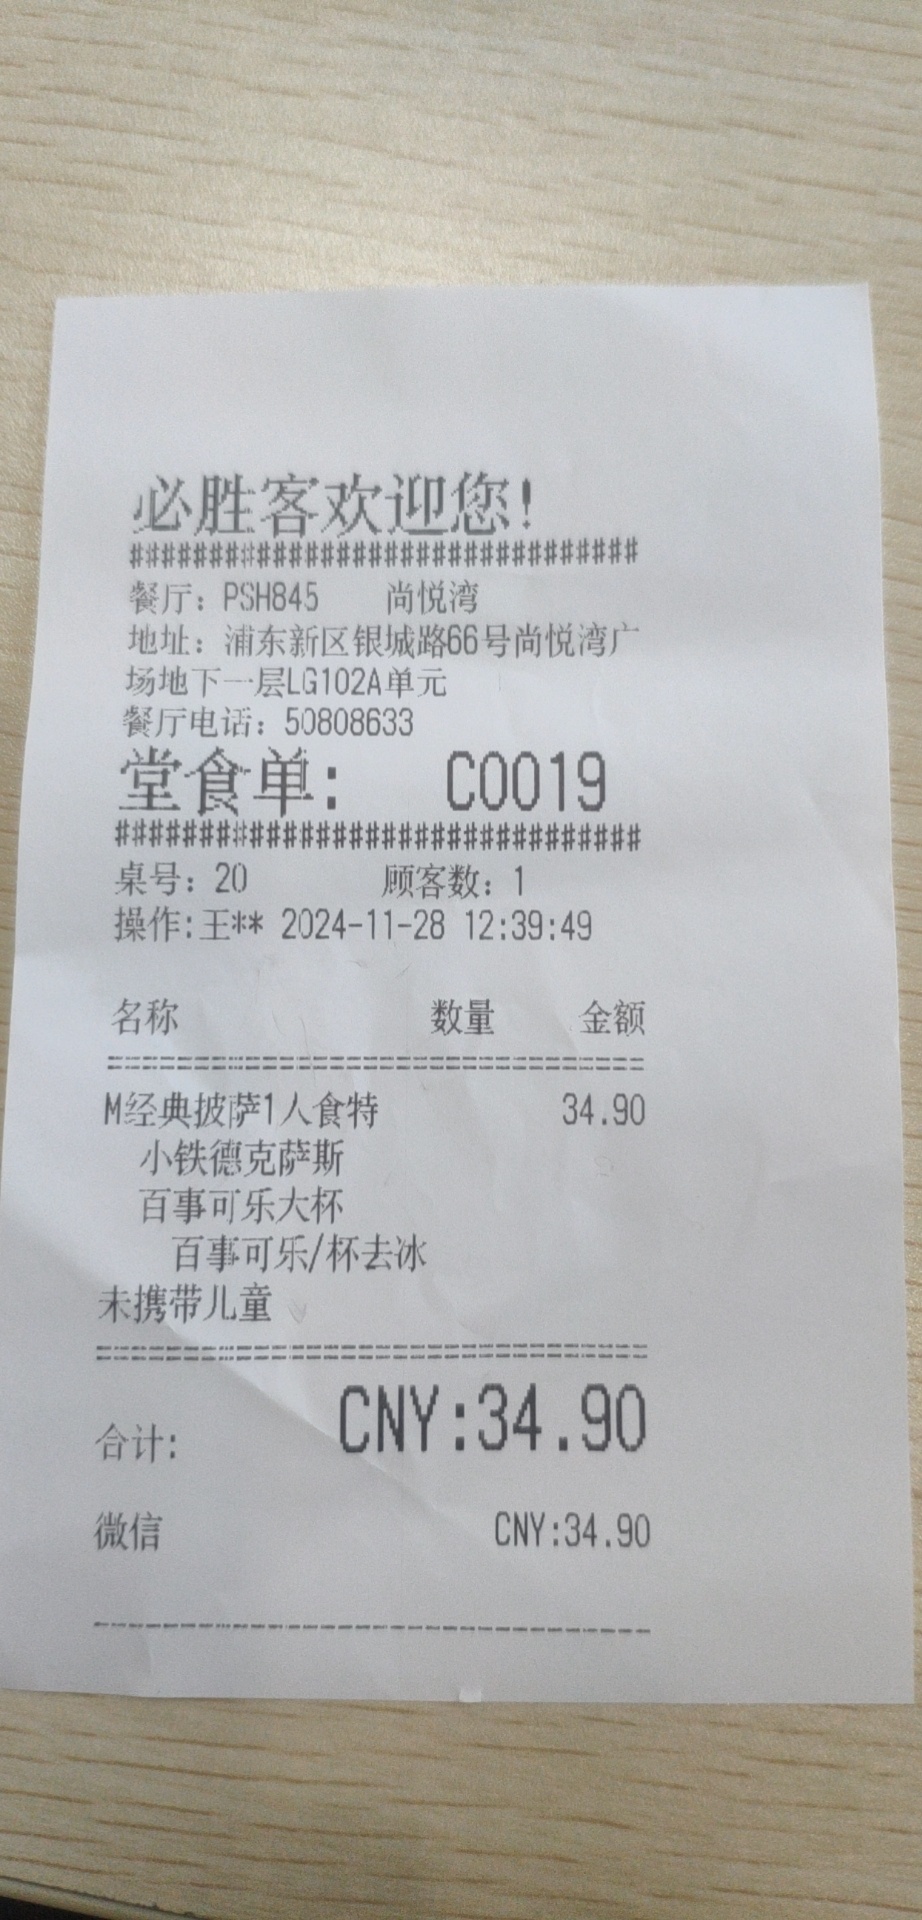 必胜客欢迎您!
################################
餐厅：PSH845 尚悦湾
地址：浦东新区银城路66号尚悦湾广
场地下一层LG102A单元
餐厅电话：50808633
堂食单： C0019
################################
桌号：20 顾客数：1
操作:王** 2024-11-28 12:39:49
名称 数量 金额
================================
M经典披萨1人食特 34.90
小铁德克萨斯
百事可乐大杯
百事可乐/杯去冰
未携带儿童
================================
合计: CNY:34.90
微信 CNY:34.90
--------------------------------